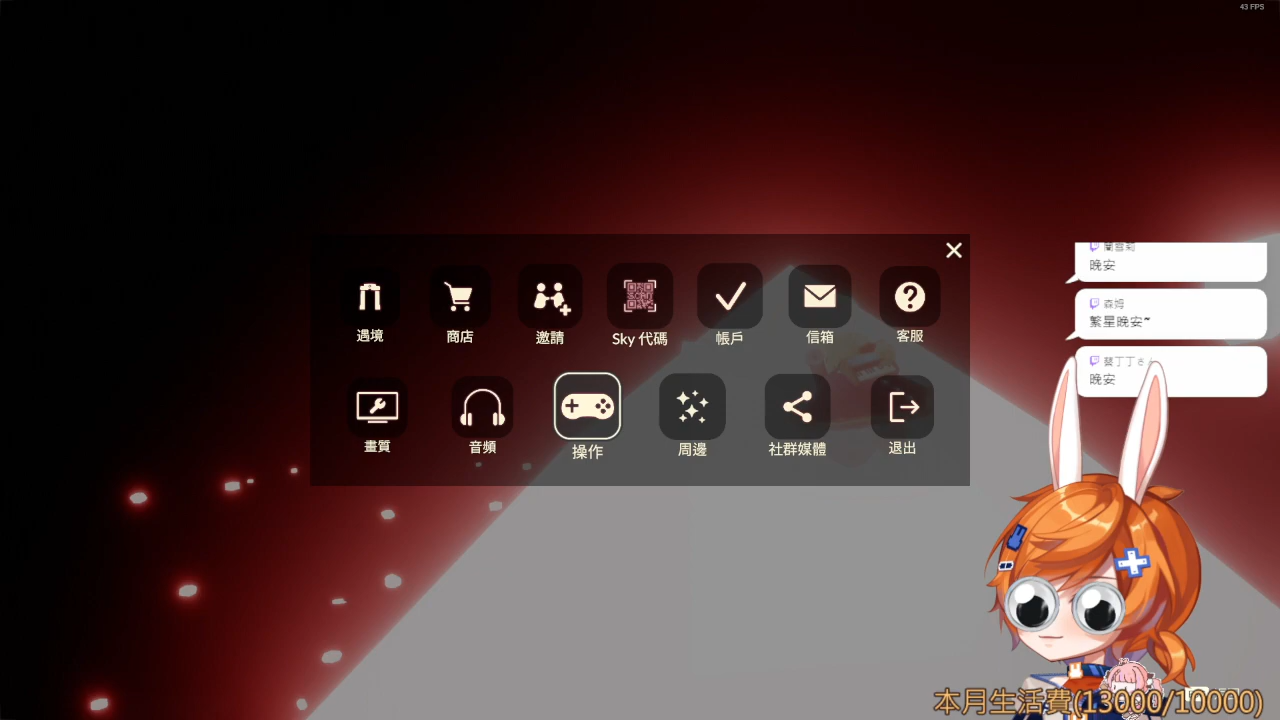 43 FPS
過境
商店
邀請
Sky 代碼
帳戶
信箱
客服
畫質
音頻
操作
周邊
社群媒體
退出
晚安
森姆
繁星晚安~
晚安
本月生活費(13000/10000)